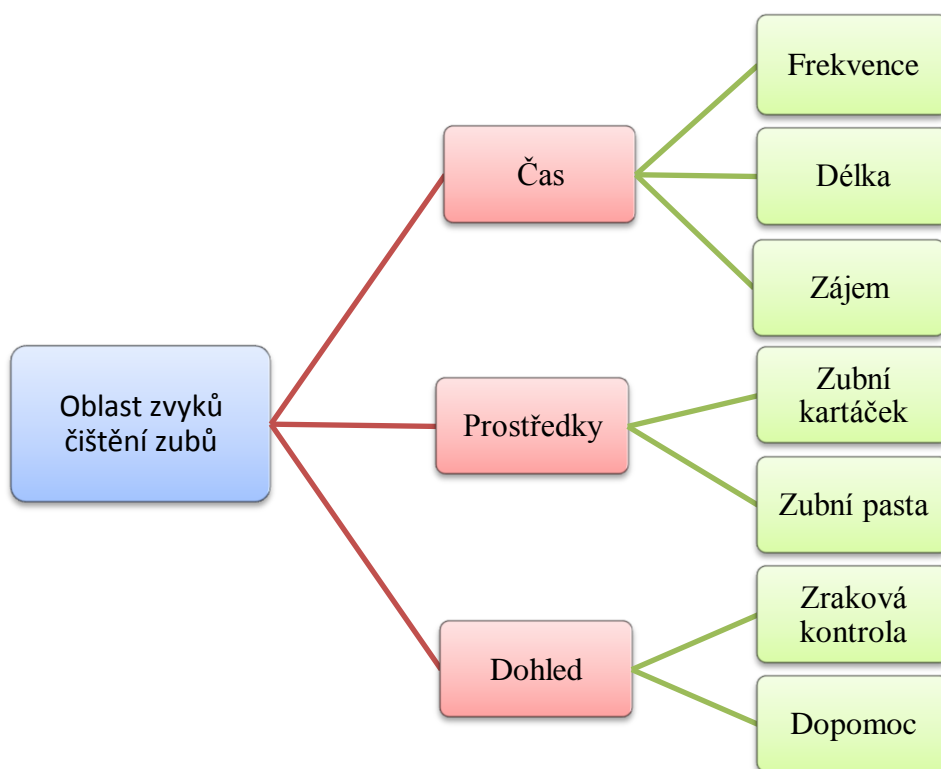 Oblast zvyků
čištění zubů
Čas
Frekvence
Délka
Zájem
Prostředky
Zubní
kartáček
Zubní pasta
Dohled
Zraková
kontrola
Dopomoc